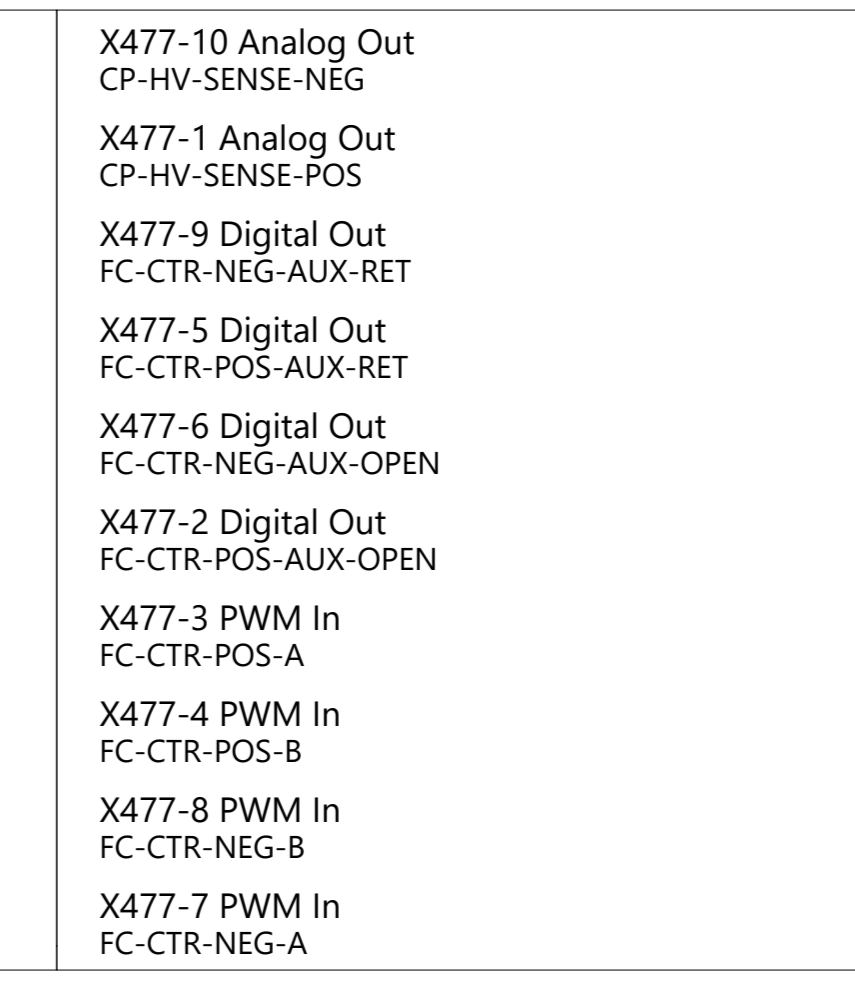 X477-10 Analog Out
CP-HV-SENSE-NEG
X477-1 Analog Out
CP-HV-SENSE-POS
X477-9 Digital Out
FC-CTR-NEG-AUX-RET
X477-5 Digital Out
FC-CTR-POS-AUX-RET
X477-6 Digital Out
FC-CTR-NEG-AUX-OPEN
X477-2 Digital Out
FC-CTR-POS-AUX-OPEN
X477-3 PWM In
FC-CTR-POS-A
X477-4 PWM In
FC-CTR-POS-B
X477-8 PWM In
FC-CTR-NEG-B
X477-7 PWM In
FC-CTR-NEG-A